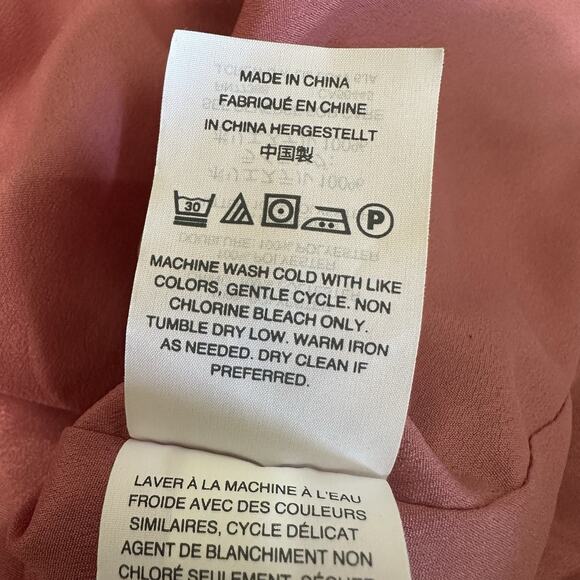 MADE IN CHINA
FABRIQUÉ EN CHINE
IN CHINA HERGESTELLT
中国製
30 P
MACHINE WASH COLD WITH LIKE
COLORS, GENTLE CYCLE. NON
CHLORINE BLEACH ONLY.
TUMBLE DRY LOW. WARM IRON
AS NEEDED. DRY CLEAN IF
PREFERRED.
LAVER À LA MACHINE À L'EAU
FROIDE AVEC DES COULEURS
SIMILAIRES, CYCLE DÉLICAT
AGENT DE BLANCHIMENT NON
CHLORÉ SEULEMENT.